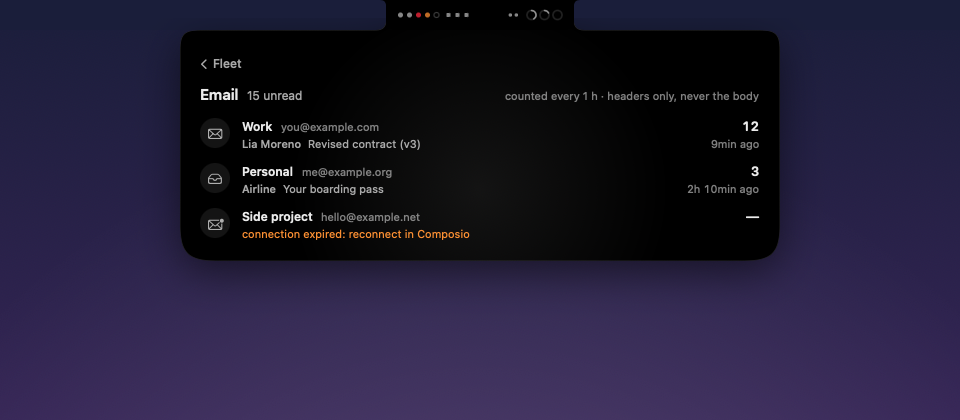 Fleet
Email 15 unread
counted every 1 h · headers only, never the body
Work you@example.com 12
Lia Moreno Revised contract (v3) 9min ago
Personal me@example.org 3
Airline Your boarding pass 2h 10min ago
Side project hello@example.net —
connection expired: reconnect in Composio